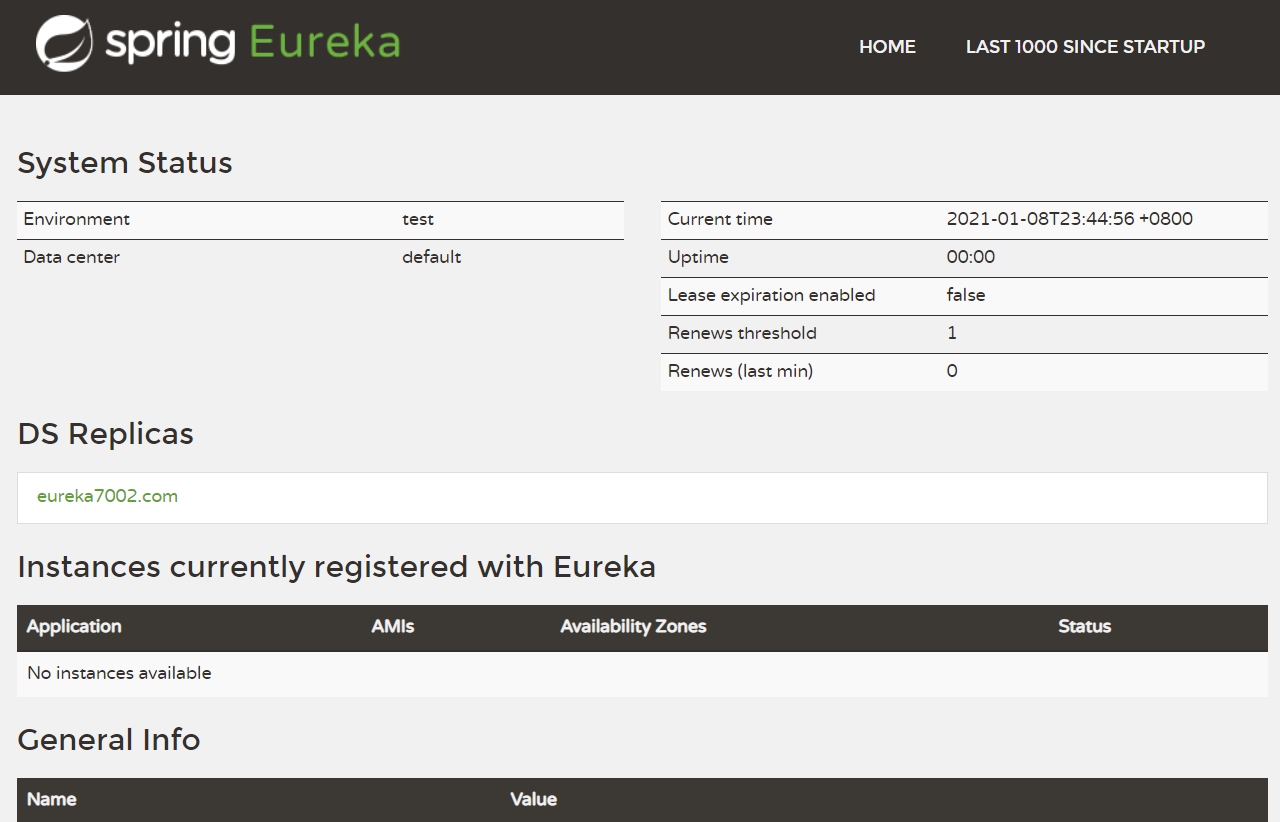 spring Eureka
HOME LAST 1000 SINCE STARTUP
System Status
Environment test
Data center default
Current time 2021-01-08T23:44:56 +0800
Uptime 00:00
Lease expiration enabled false
Renews threshold 1
Renews (last min) 0
DS Replicas
eureka7002.com
Instances currently registered with Eureka
Application AMIs Availability Zones Status
No instances available
General Info
Name Value